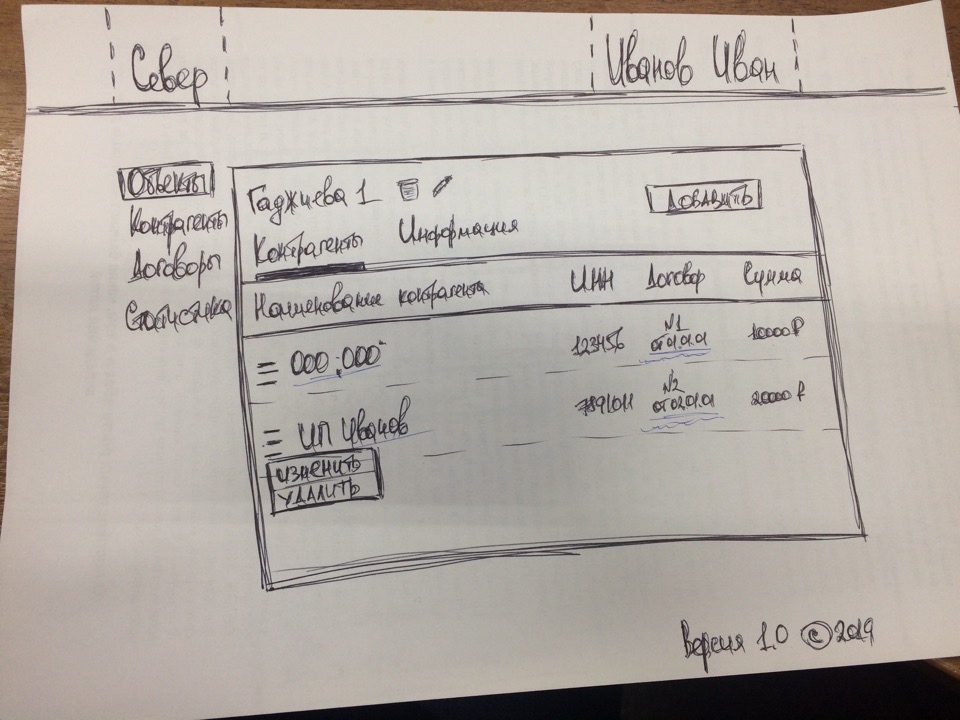 Север Иванов Иван
Объекты
Контрагенты
Договоры
Статистика
Гаджиева 1
ДОБАВИТЬ
Контрагенты Информация
Наименование контрагента ИНН Договор Сумма
ООО "ООО" 123456 №1 от 01.01.01 10000₽
ИП Иванов 7891011 №2 от 02.01.01 20000₽
ИЗМЕНИТЬ
УДАЛИТЬ
Версия 1.0 © 2019